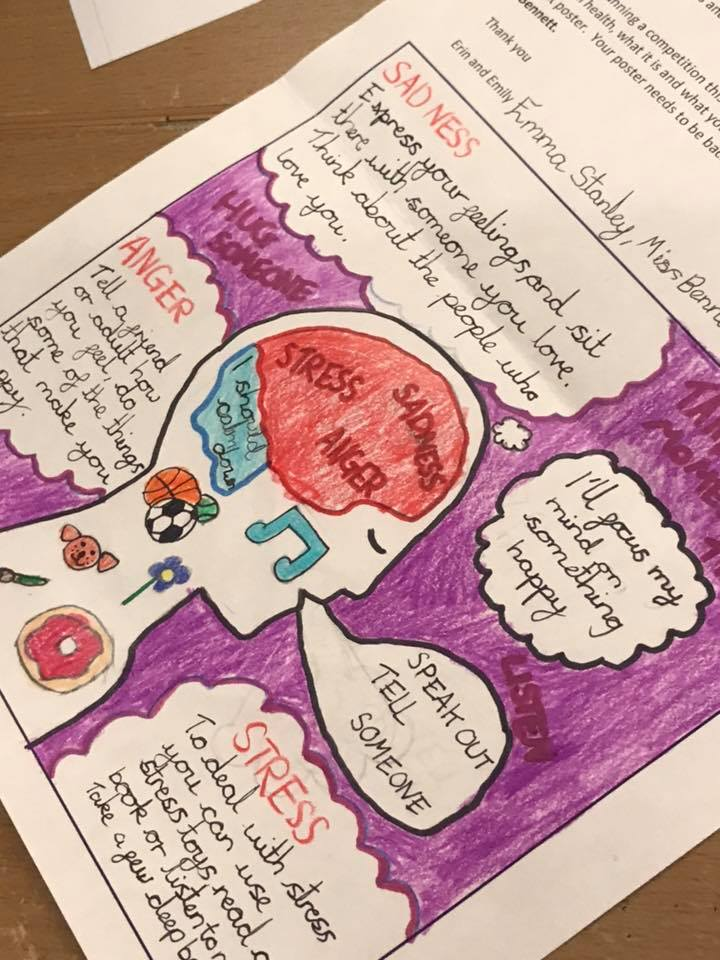 nning a competition thi
health, what it is and what you
poster. Your poster needs to be bac
Bennett.
Thank you
Erin and Emily
Emma Stanley, Miss Benn
SADNESS
Express your feelings and sit
there with someone you love.
Think about the people who
love you.
HUG
SOMEONE
ANGER
Tell a friend
or adult how
you feel, do
some of the things
that make you
STRESS
SADNESS
ANGER
I should
calm down
I'll focus my
mind on
something
happy
MOME
LISTEN
SPEAK OUT
TELL
SOMEONE
STRESS
To deal with stress
you can use
stress toys read a
book or listen to
Take a few deep b